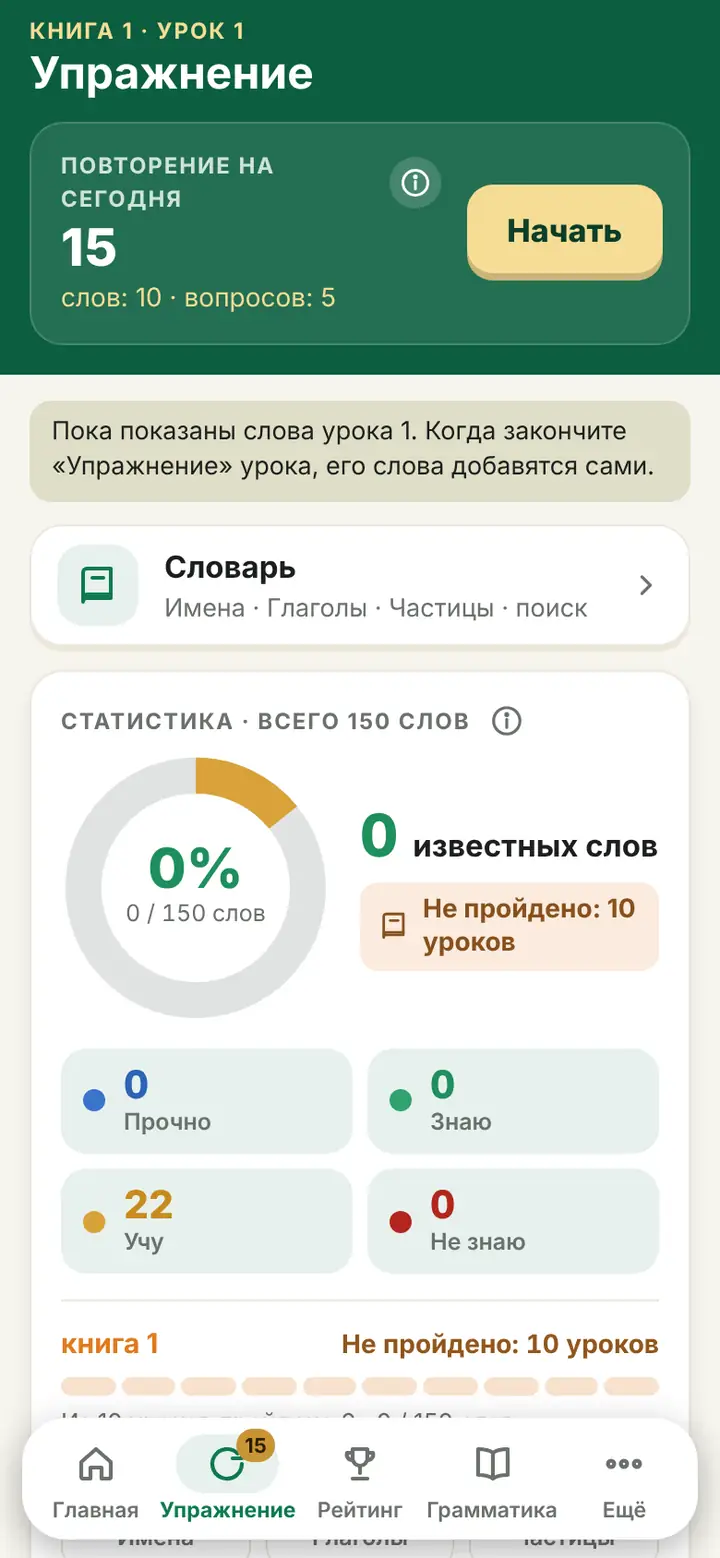 КНИГА 1 · УРОК 1
Упражнение
ПОВТОРЕНИЕ НА
СЕГОДНЯ
15
слов: 10 · вопросов: 5
Начать
Пока показаны слова урока 1. Когда закончите
«Упражнение» урока, его слова добавятся сами.
Словарь
Имена · Глаголы · Частицы · поиск
СТАТИСТИКА · ВСЕГО 150 СЛОВ
0%
0 / 150 слов
0 известных слов
Не пройдено: 10
уроков
0
Прочно
0
Знаю
22
Учу
0
Не знаю
книга 1
Не пройдено: 10 уроков
15
Главная
Упражнение
Рейтинг
Грамматика
Ещё
Имена
Глаголы
Частицы